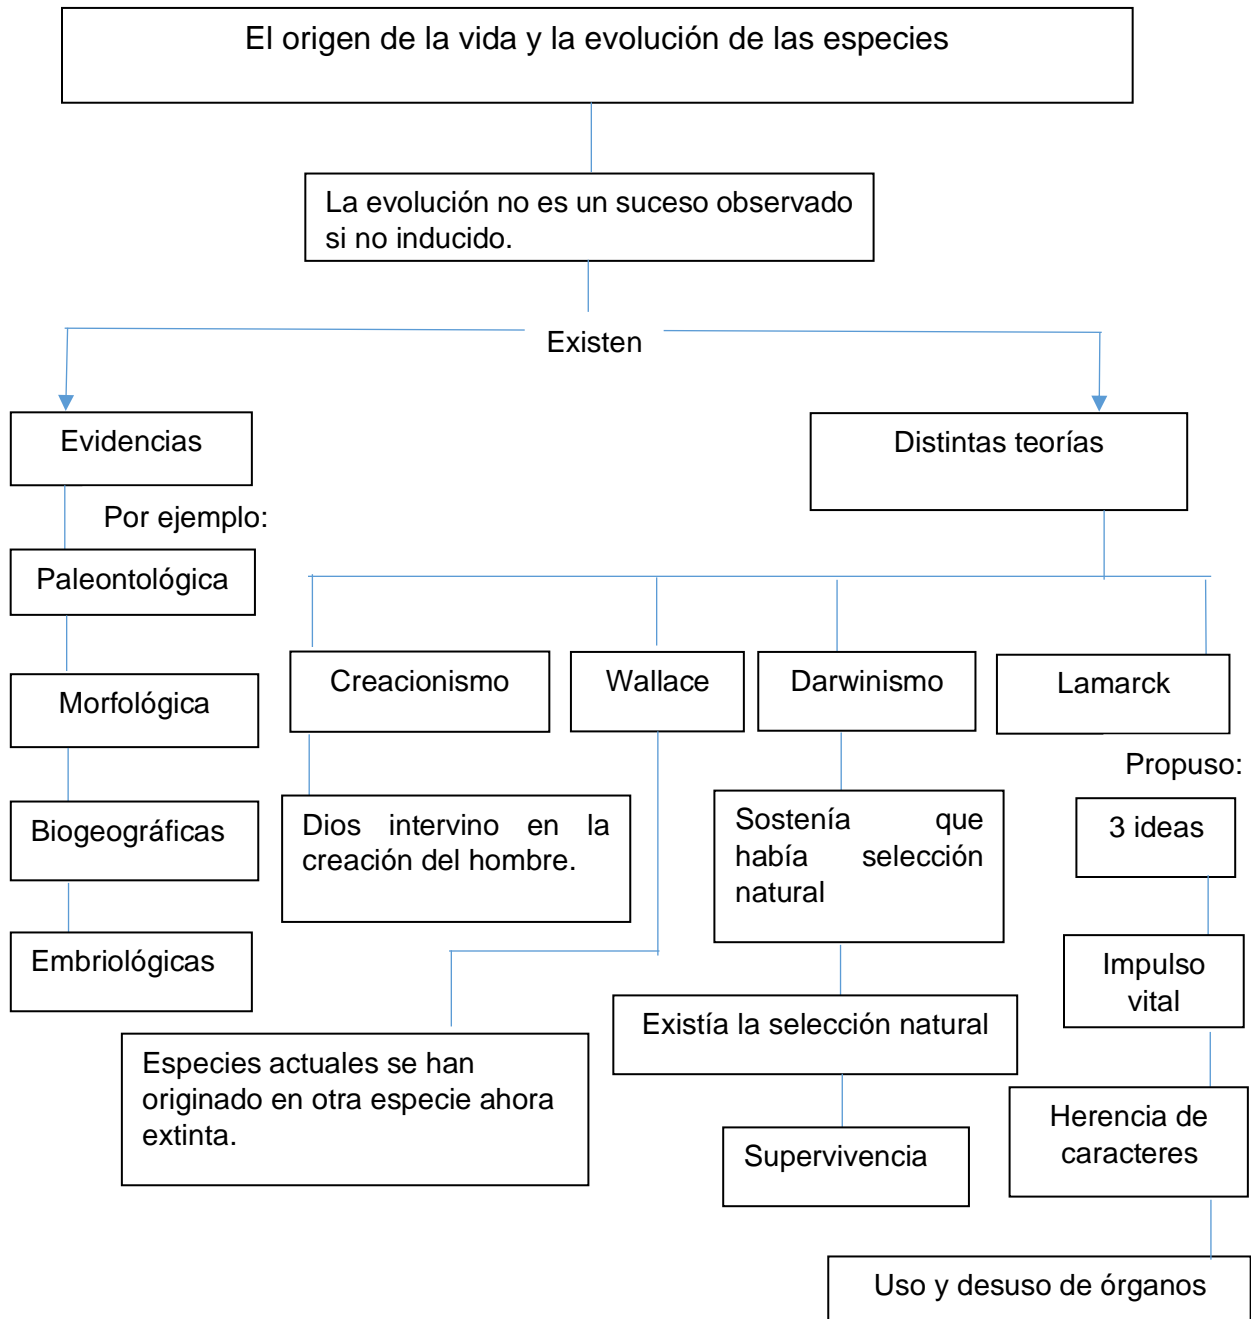 El origen de la vida y la evolución de las especies
La evolución no es un suceso observado
si no inducido.
Existen
Evidencias
Por ejemplo:
Paleontológica
Morfológica
Biogeográficas
Embriológicas
Distintas teorías
Creacionismo
Dios intervino en la
creación del hombre.
Wallace
Especies actuales se han
originado en otra especie ahora
extinta.
Darwinismo
Sostenía que
había selección
natural
Existía la selección natural
Supervivencia
Lamarck
Propuso:
3 ideas
Impulso
vital
Herencia de
caracteres
Uso y desuso de órganos